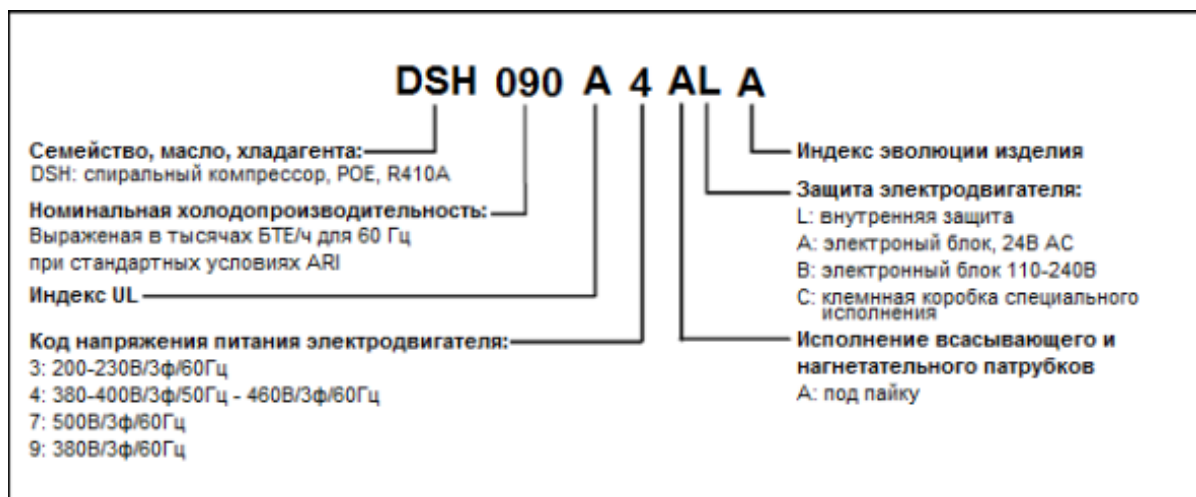 DSH 090 A 4 AL A
Семейство, масло, хладагента:
DSH: спиральный компрессор, POE, R410A
Номинальная холодопроизводительность:
Выраженая в тысячах БТЕ/ч для 60 Гц
при стандартных условиях ARI
Индекс UL
Код напряжения питания электродвигателя:
3: 200-230В/3ф/60Гц
4: 380-400В/3ф/50Гц - 460В/3ф/60Гц
7: 500В/3ф/60Гц
9: 380В/3ф/60Гц
Индекс эволюции изделия
Защита электродвигателя:
L: внутренняя защита
A: электроный блок, 24В AC
B: электронный блок 110-240В
C: клемнная коробка специального
исполнения
Исполнение всасывающего и
нагнетательного патрубков
A: под пайку